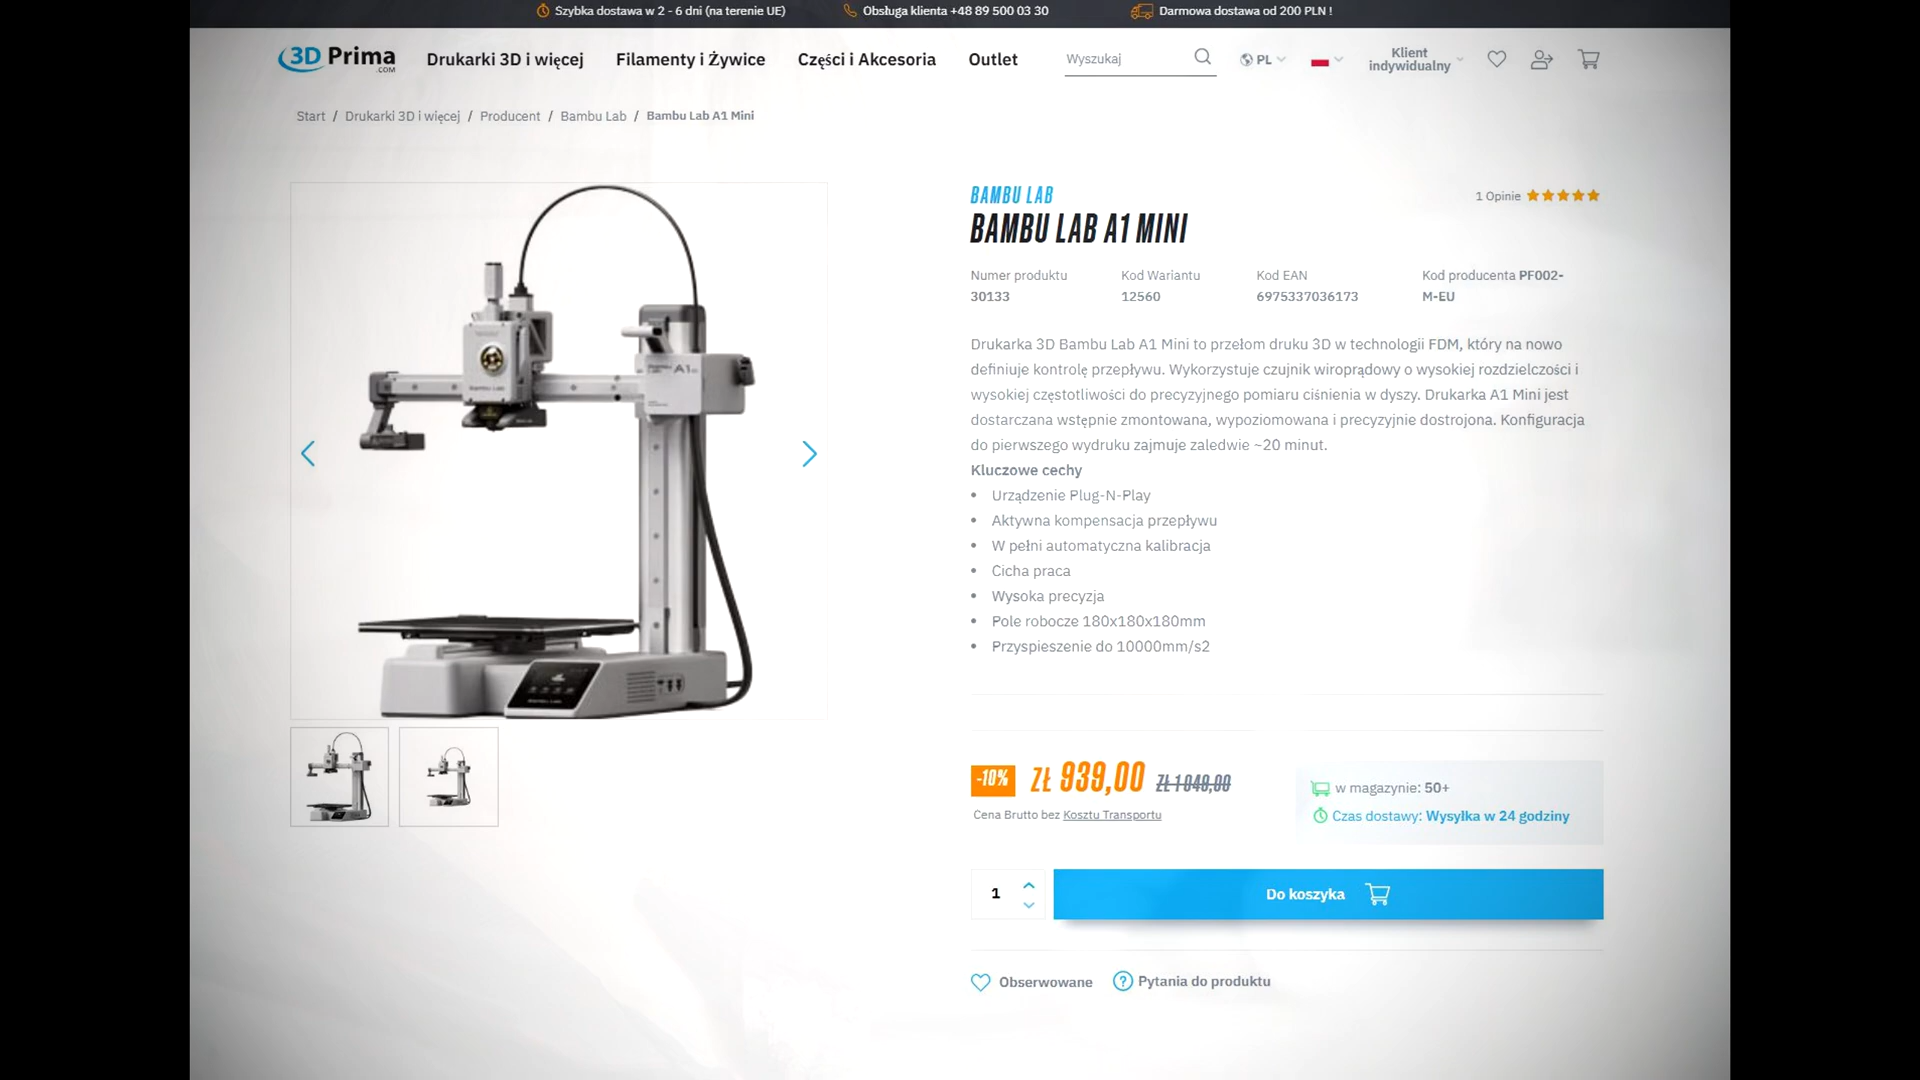 Szybka dostawa w 2 - 6 dni (na terenie UE)
Obsługa klienta +48 89 500 03 30
Darmowa dostawa od 200 PLN !
3D Prima
.COM
Drukarki 3D i więcej
Filamenty i Żywice
Części i Akcesoria
Outlet
Wyszukaj
PL
Klient
indywidualny
Start / Drukarki 3D i więcej / Producent / Bambu Lab / Bambu Lab A1 Mini
BAMBU LAB
1 Opinie
BAMBU LAB A1 MINI
Numer produktu
30133
Kod Wariantu
12560
Kod EAN
6975337036173
Kod producenta PF002-
M-EU
Drukarka 3D Bambu Lab A1 Mini to przełom druku 3D w technologii FDM, który na nowo
definiuje kontrolę przepływu. Wykorzystuje czujnik wiroprądowy o wysokiej rozdzielczości i
wysokiej częstotliwości do precyzyjnego pomiaru ciśnienia w dyszy. Drukarka A1 Mini jest
dostarczana wstępnie zmontowana, wypoziomowana i precyzyjnie dostrojona. Konfiguracja
do pierwszego wydruku zajmuje zaledwie ~20 minut.
Kluczowe cechy
• Urządzenie Plug-N-Play
• Aktywna kompensacja przepływu
• W pełni automatyczna kalibracja
• Cicha praca
• Wysoka precyzja
• Pole robocze 180x180x180mm
• Przyspieszenie do 10000mm/s2
-10%
ZŁ 939,00
ZŁ 1 049,00
Cena Brutto bez Kosztu Transportu
w magazynie: 50+
Czas dostawy: Wysyłka w 24 godziny
1
Do koszyka
Obserwowane
Pytania do produktu
Bambu Lab
A1
BAMBU LAB